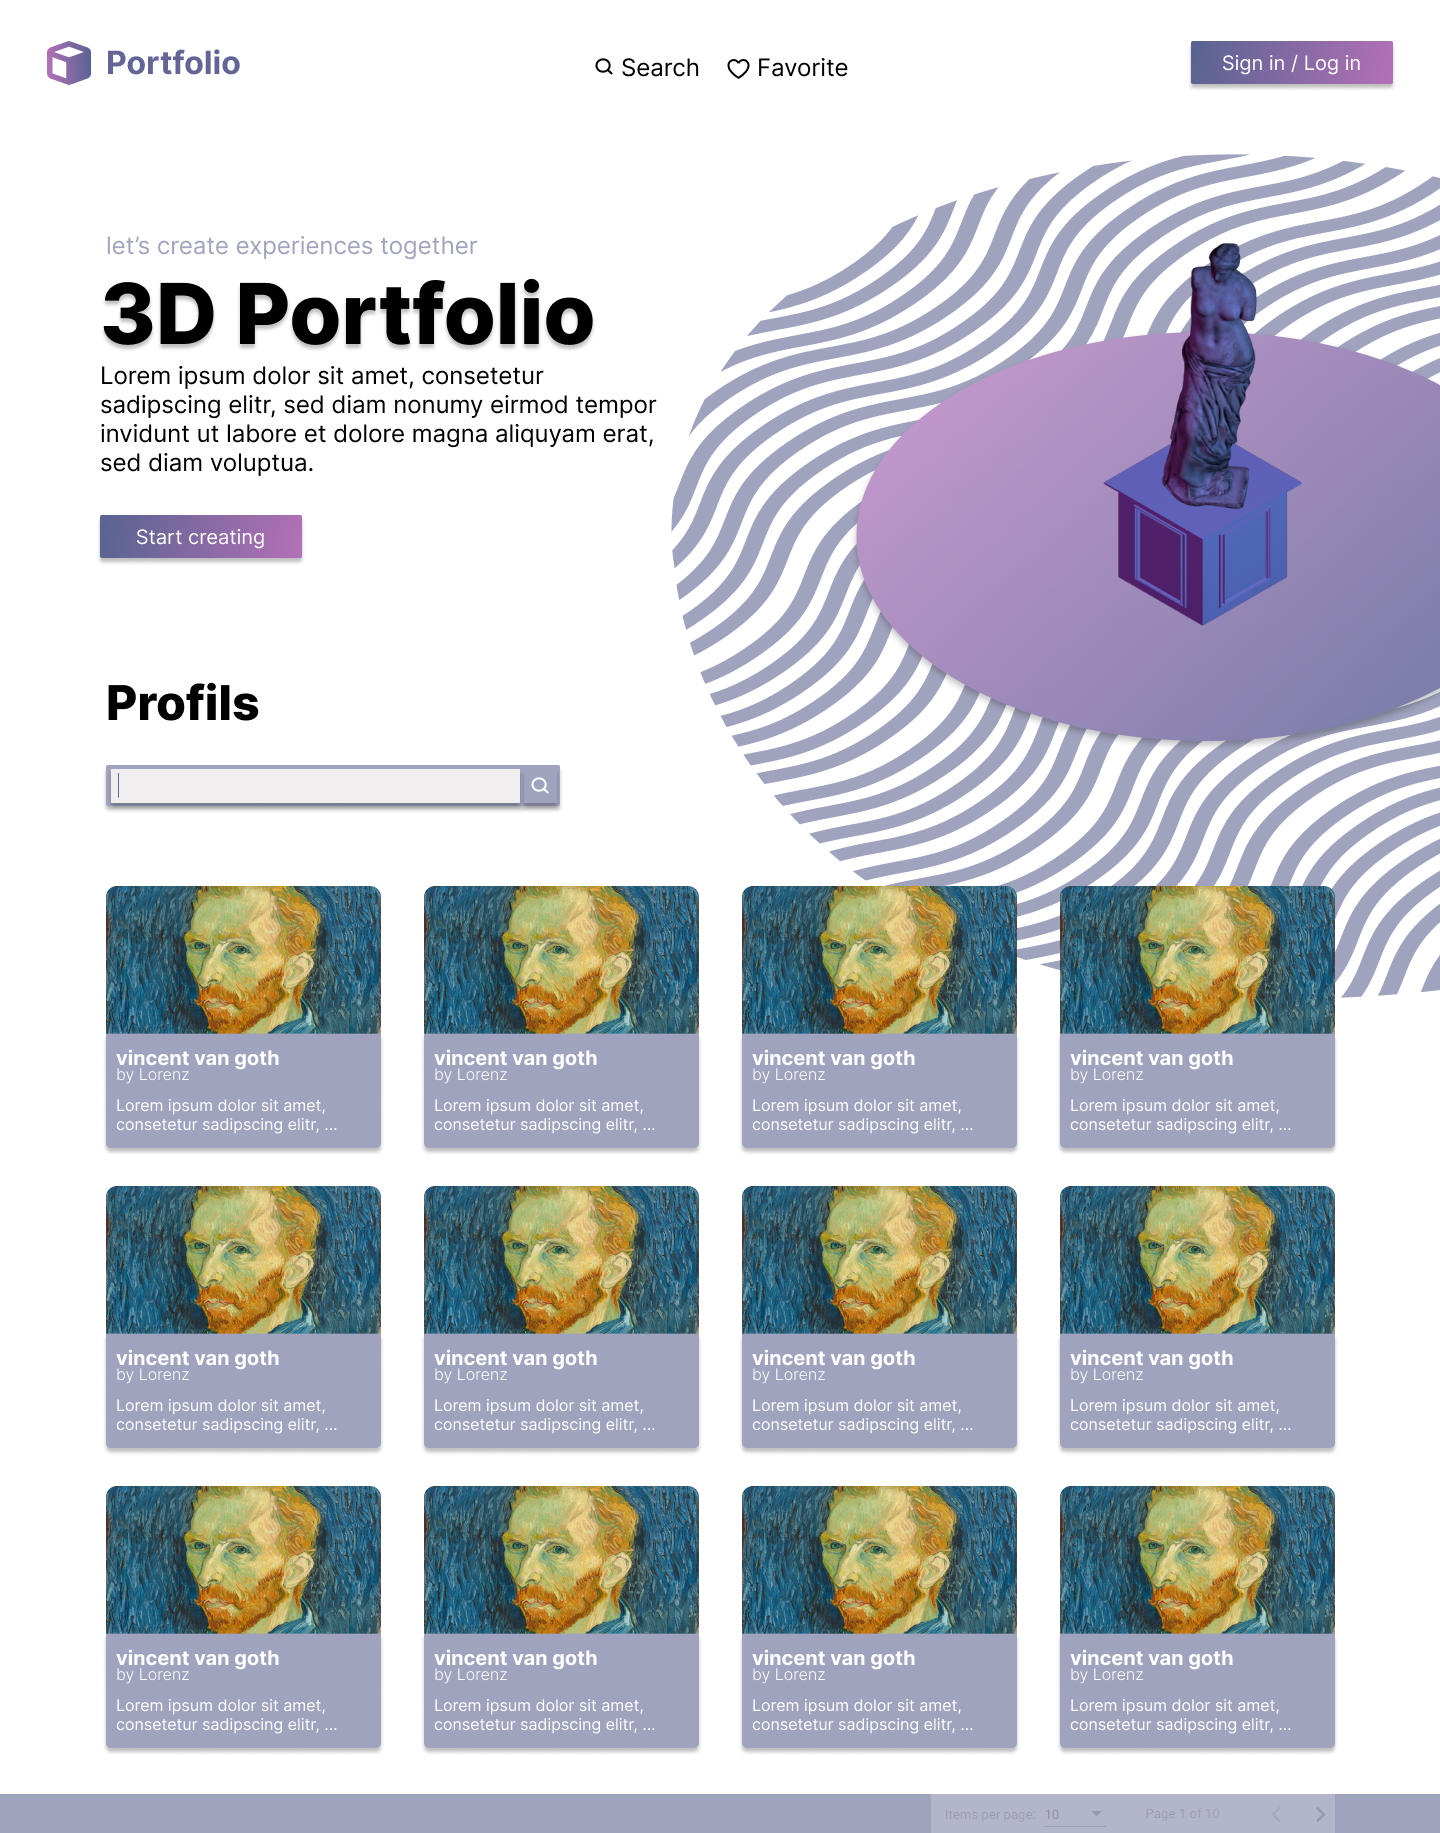 Portfolio
Search
Favorite
Sign in / Log in
let's create experiences together
3D Portfolio
Lorem ipsum dolor sit amet, consetetur
sadipscing elitr, sed diam nonumy eirmod tempor
invidunt ut labore et dolore magna aliquyam erat,
sed diam voluptua.
Start creating
Profils
vincent van goth
by Lorenz
Lorem ipsum dolor sit amet,
consetetur sadipscing elitr, ...
vincent van goth
by Lorenz
Lorem ipsum dolor sit amet,
consetetur sadipscing elitr, ...
vincent van goth
by Lorenz
Lorem ipsum dolor sit amet,
consetetur sadipscing elitr, ...
vincent van goth
by Lorenz
Lorem ipsum dolor sit amet,
consetetur sadipscing elitr, ...
vincent van goth
by Lorenz
Lorem ipsum dolor sit amet,
consetetur sadipscing elitr, ...
vincent van goth
by Lorenz
Lorem ipsum dolor sit amet,
consetetur sadipscing elitr, ...
vincent van goth
by Lorenz
Lorem ipsum dolor sit amet,
consetetur sadipscing elitr, ...
vincent van goth
by Lorenz
Lorem ipsum dolor sit amet,
consetetur sadipscing elitr, ...
vincent van goth
by Lorenz
Lorem ipsum dolor sit amet,
consetetur sadipscing elitr, ...
vincent van goth
by Lorenz
Lorem ipsum dolor sit amet,
consetetur sadipscing elitr, ...
vincent van goth
by Lorenz
Lorem ipsum dolor sit amet,
consetetur sadipscing elitr, ...
vincent van goth
by Lorenz
Lorem ipsum dolor sit amet,
consetetur sadipscing elitr, ...
Items per page: 10
Page 1 of 10